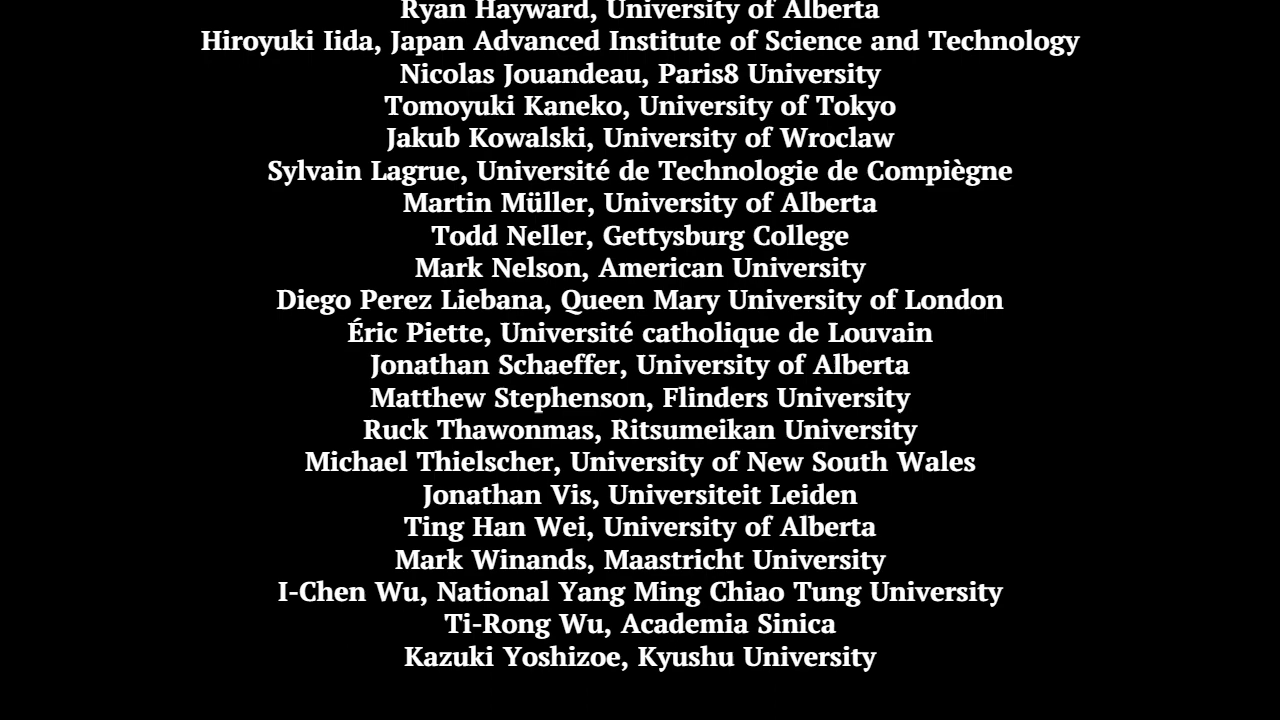 Ryan Hayward, University of Alberta
Hiroyuki Iida, Japan Advanced Institute of Science and Technology
Nicolas Jouandeau, Paris8 University
Tomoyuki Kaneko, University of Tokyo
Jakub Kowalski, University of Wroclaw
Sylvain Lagrue, Université de Technologie de Compiègne
Martin Müller, University of Alberta
Todd Neller, Gettysburg College
Mark Nelson, American University
Diego Perez Liebana, Queen Mary University of London
Éric Piette, Université catholique de Louvain
Jonathan Schaeffer, University of Alberta
Matthew Stephenson, Flinders University
Ruck Thawonmas, Ritsumeikan University
Michael Thielscher, University of New South Wales
Jonathan Vis, Universiteit Leiden
Ting Han Wei, University of Alberta
Mark Winands, Maastricht University
I-Chen Wu, National Yang Ming Chiao Tung University
Ti-Rong Wu, Academia Sinica
Kazuki Yoshizoe, Kyushu University